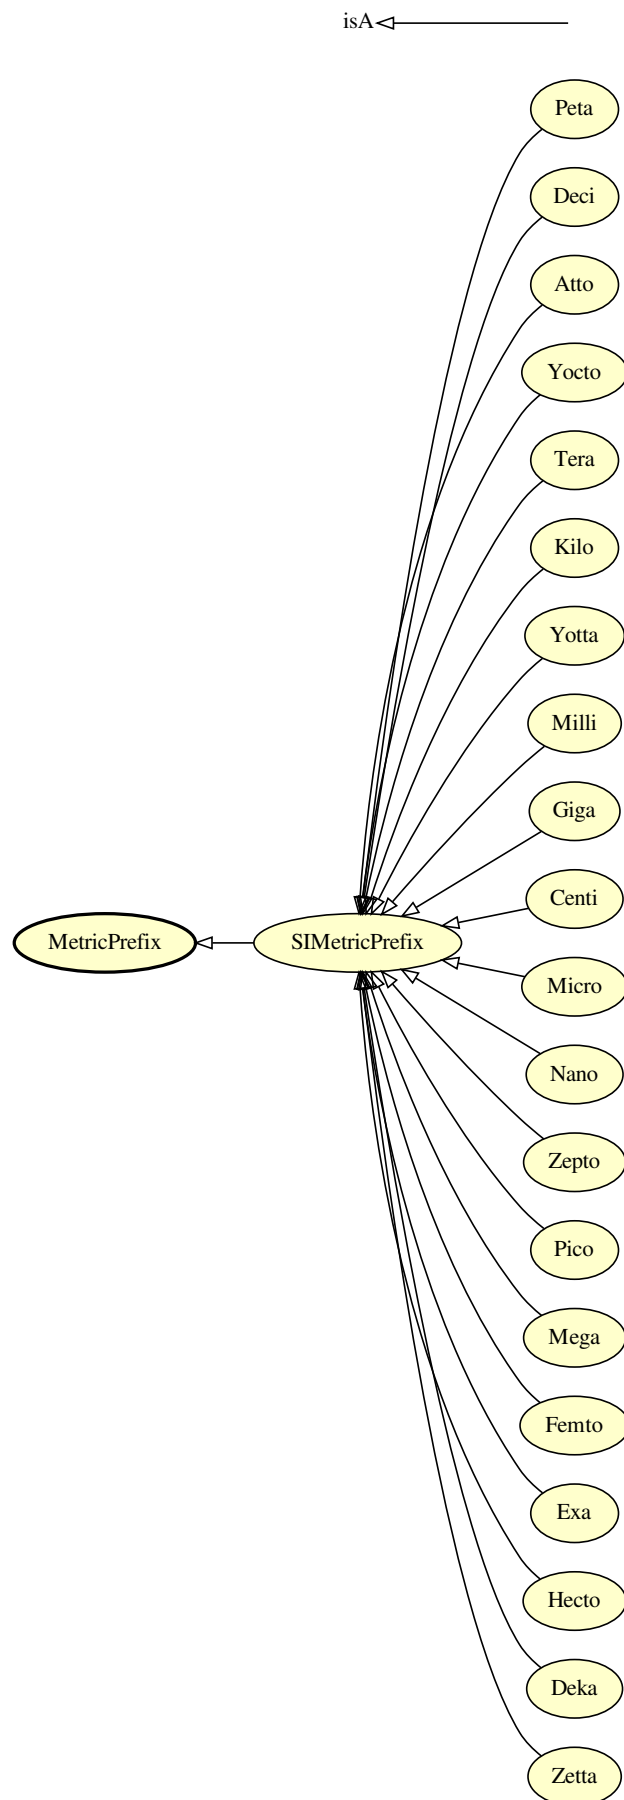 isA
Peta
Deci
Atto
Yocto
Tera
Kilo
Yotta
Milli
Giga
Centi
MetricPrefix
SIMetricPrefix
Micro
Nano
Zepto
Pico
Mega
Femto
Exa
Hecto
Deka
Zetta